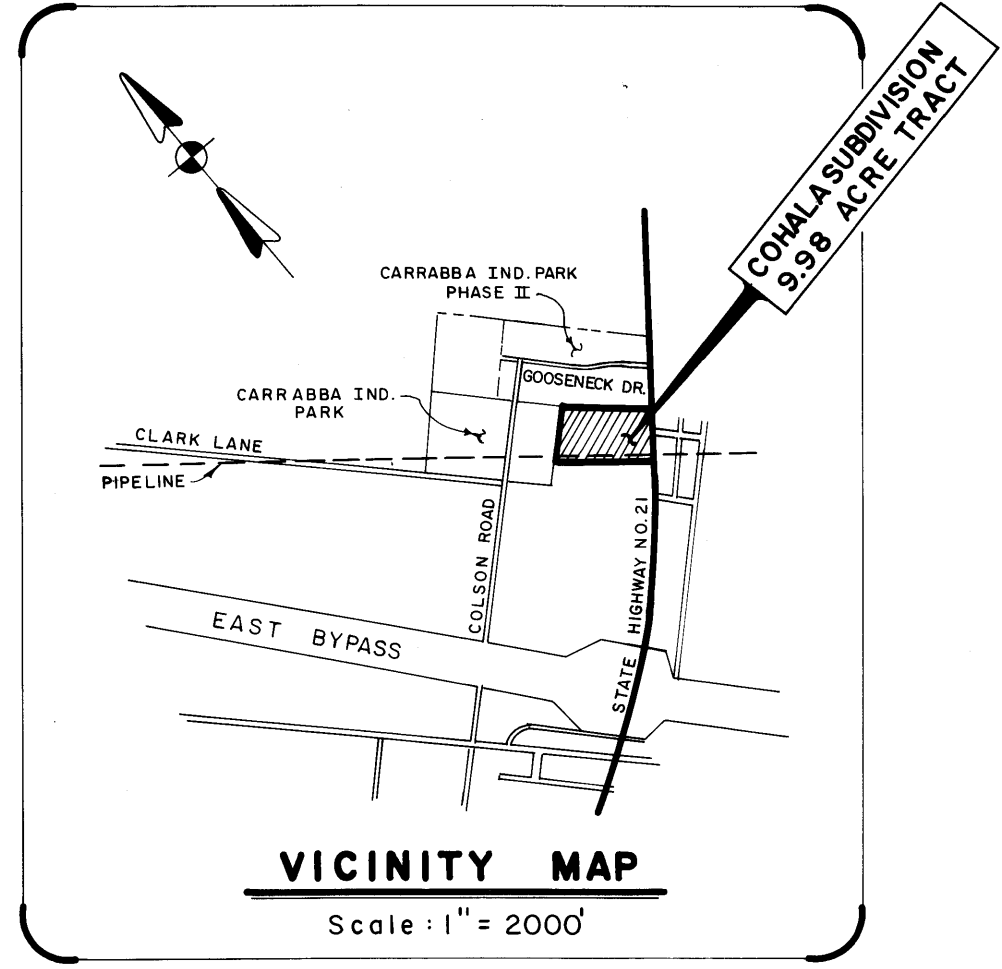 COHALA SUBDIVISION
9.98 ACRE TRACT
CARRABBA IND. PARK
PHASE II
GOOSENECK DR.
CARRABBA IND.
PARK
CLARK LANE
PIPELINE
COLSON ROAD
STATE HIGHWAY NO. 21
EAST BYPASS
VICINITY MAP
Scale : 1" = 2000'